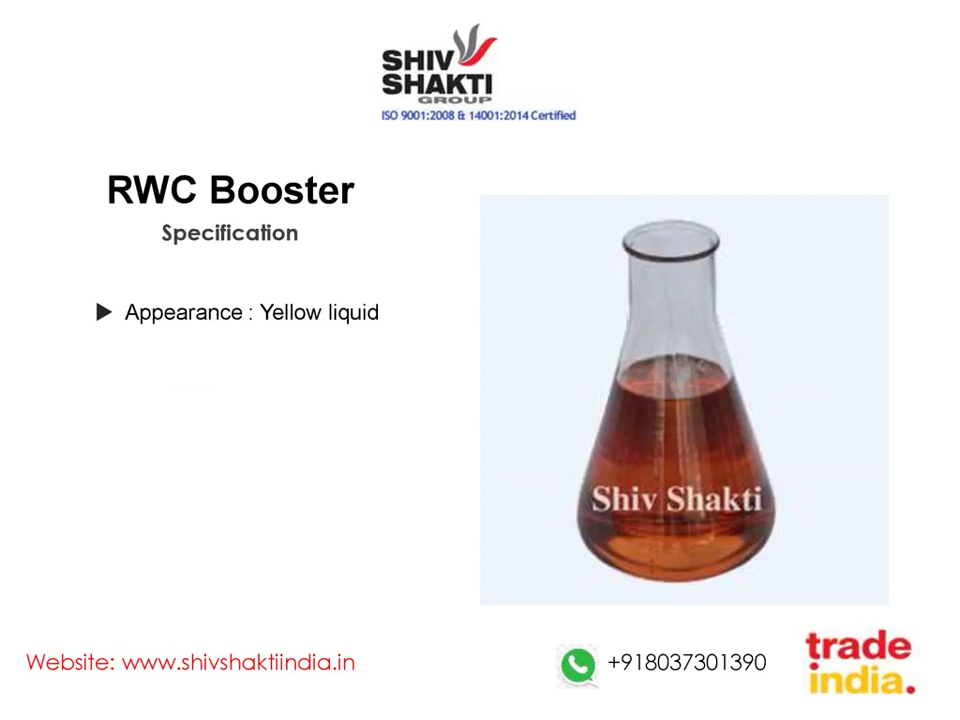 SHIV
SHAKTI
GROUP
ISO 9001:2008 & 14001:2014 Certified
RWC Booster
Specification
Appearance : Yellow liquid
Shiv Shakti
Website: www.shivshaktiindia.in
+918037301390
trade
india.